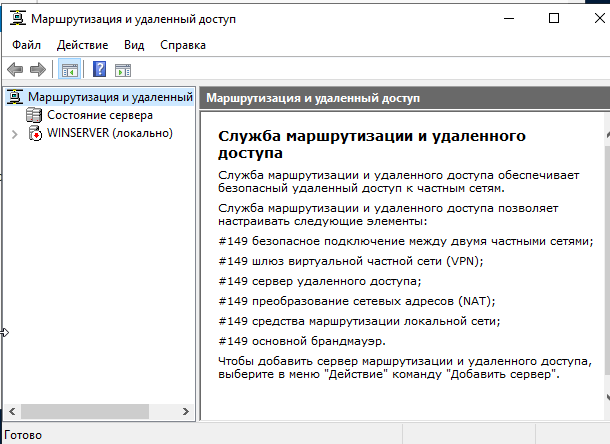 Маршрутизация и удаленный доступ
Файл Действие Вид Справка
Маршрутизация и удаленный
Состояние сервера
WINSERVER (локально)
Маршрутизация и удаленный доступ
Служба маршрутизации и удаленного
доступа
Служба маршрутизации и удаленного доступа обеспечивает
безопасный удаленный доступ к частным сетям.
Служба маршрутизации и удаленного доступа позволяет
настраивать следующие элементы:
#149 безопасное подключение между двумя частными сетями;
#149 шлюз виртуальной частной сети (VPN);
#149 сервер удаленного доступа;
#149 преобразование сетевых адресов (NAT);
#149 средства маршрутизации локальной сети;
#149 основной брандмауэр.
Чтобы добавить сервер маршрутизации и удаленного доступа,
выберите в меню "Действие" команду "Добавить сервер".
Готово